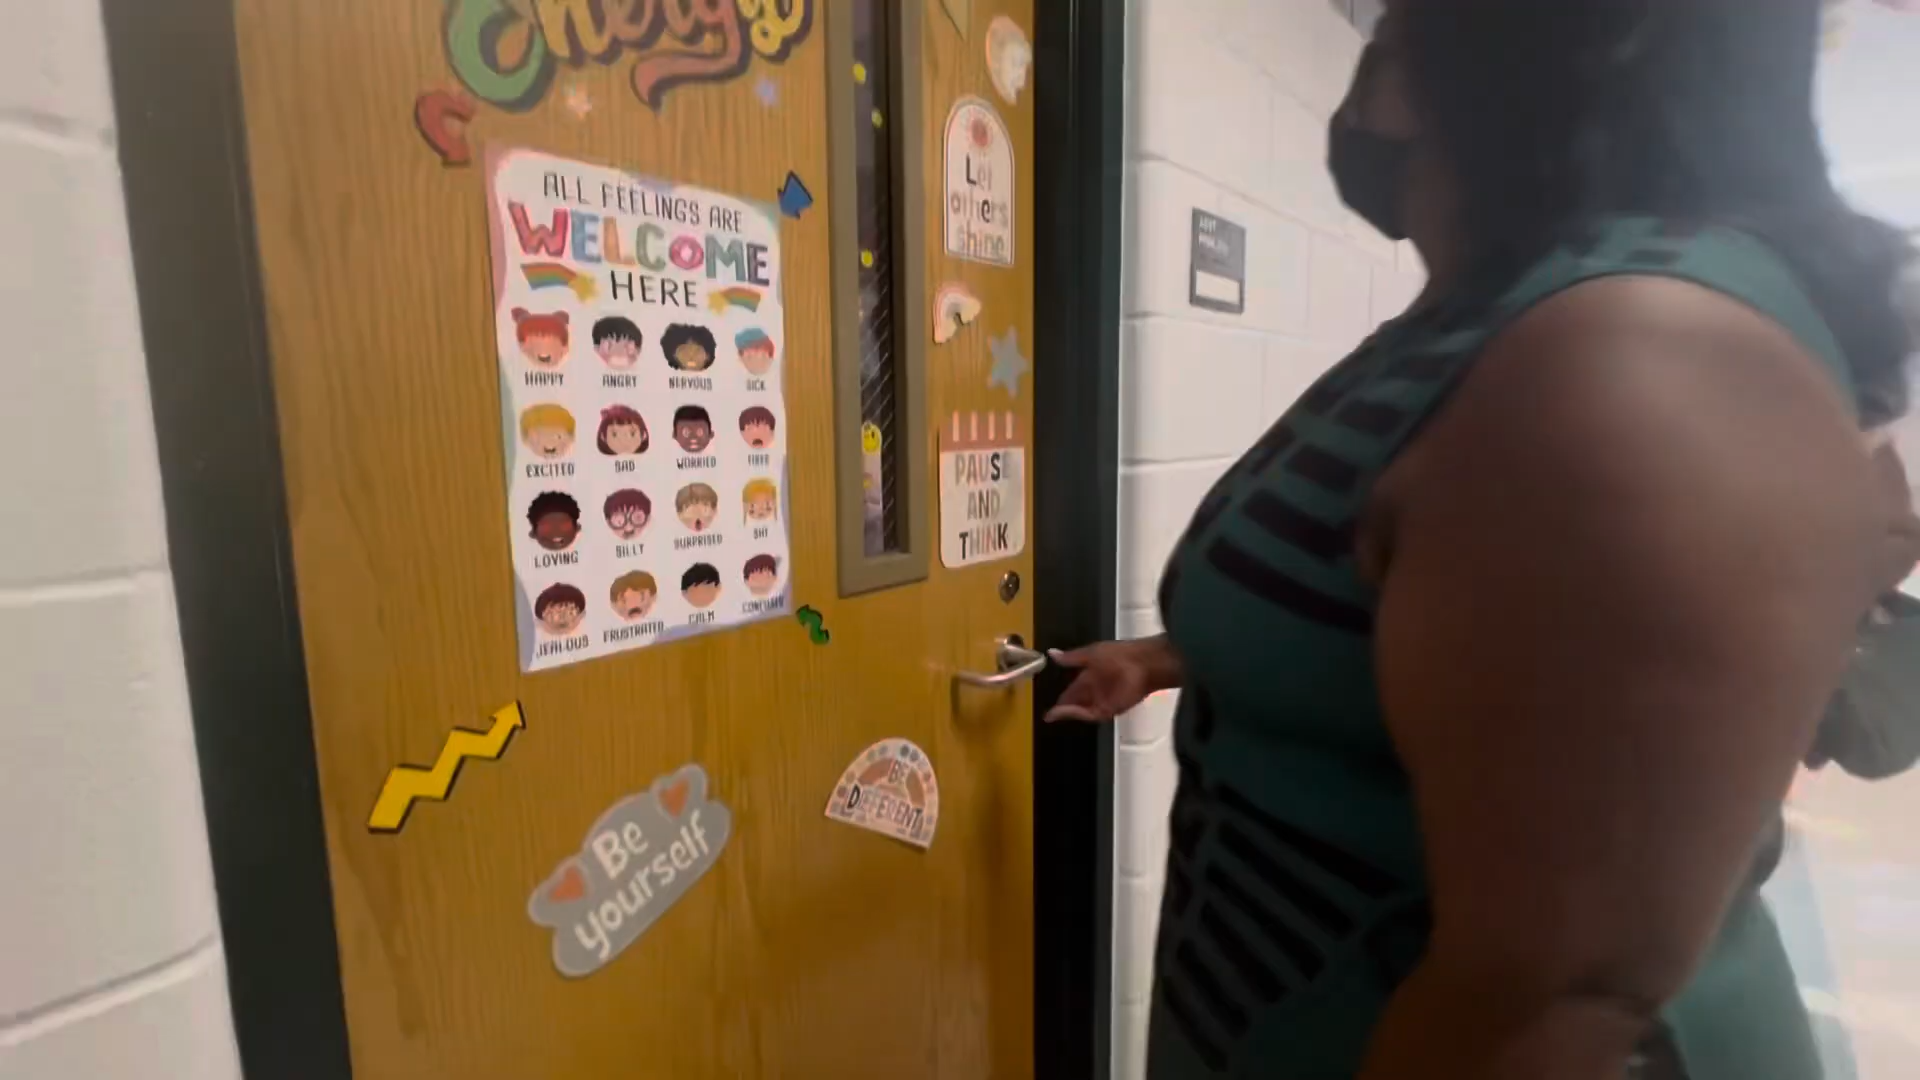 Energy
ALL FEELINGS ARE
WELCOME
HERE
HAPPY ANGRY NERVOUS SICK
EXCITED SAD WORRIED TIRED
LOVING SILLY SURPRISED SHY
JEALOUS FRUSTRATED CALM CONFUSED
Let
others
shine
PAUSE
AND
THINK
BE
DIFFERENT
Be
yourself